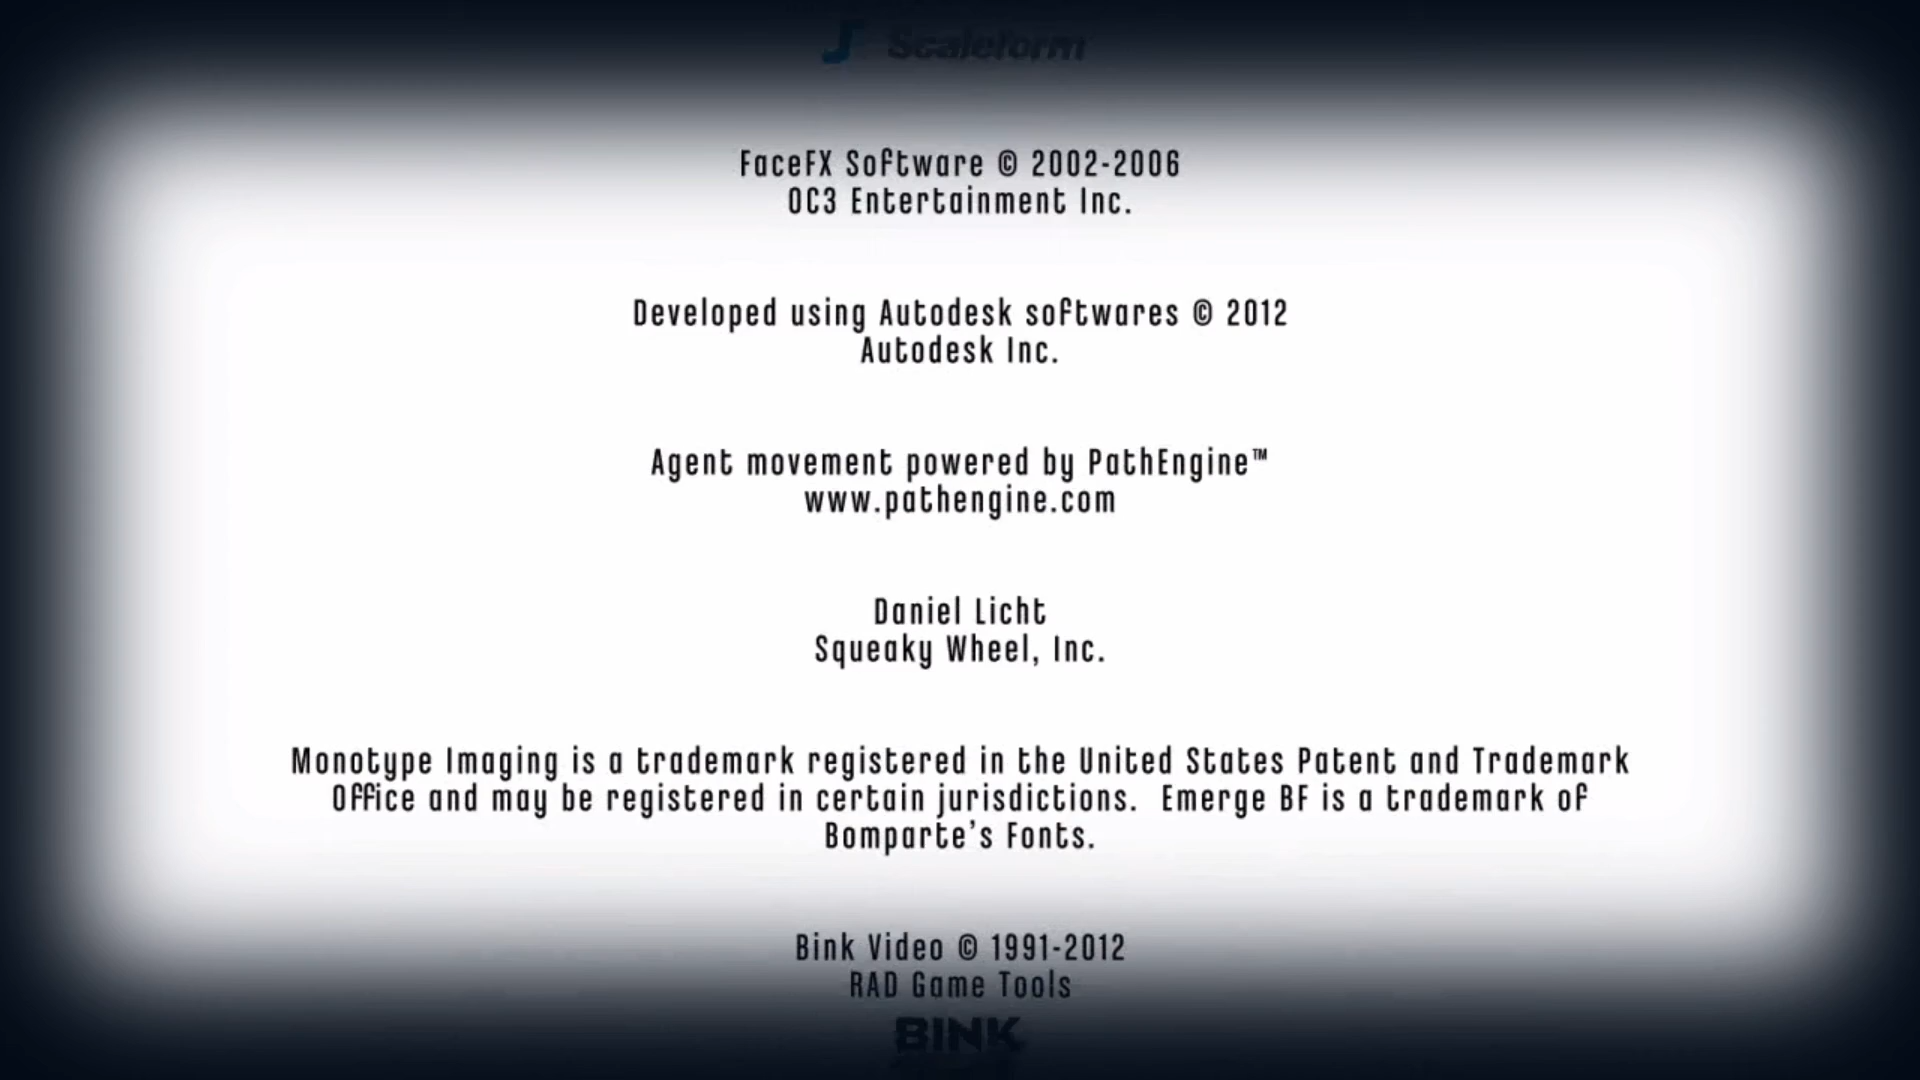 Scaleform
FaceFX Software © 2002-2006
OC3 Entertainment Inc.
Developed using Autodesk softwares © 2012
Autodesk Inc.
Agent movement powered by PathEngine™
www.pathengine.com
Daniel Licht
Squeaky Wheel, Inc.
Monotype Imaging is a trademark registered in the United States Patent and Trademark
Office and may be registered in certain jurisdictions.  Emerge BF is a trademark of
Bomparte’s Fonts.
Bink Video © 1991-2012
RAD Game Tools
BINK